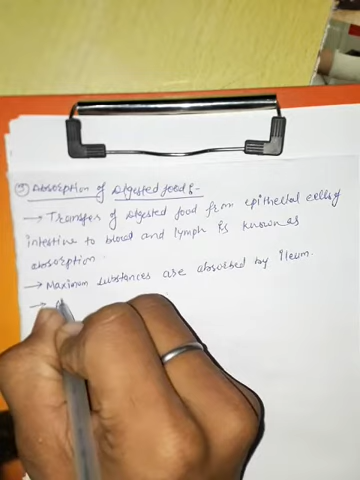 ⑤ Absorption of Digested food :-
→ Transfer of digested food from epithelial cells of
intestine to blood and lymph is known as
absorption.
→ Maximum substances are absorbed by ileum.
→